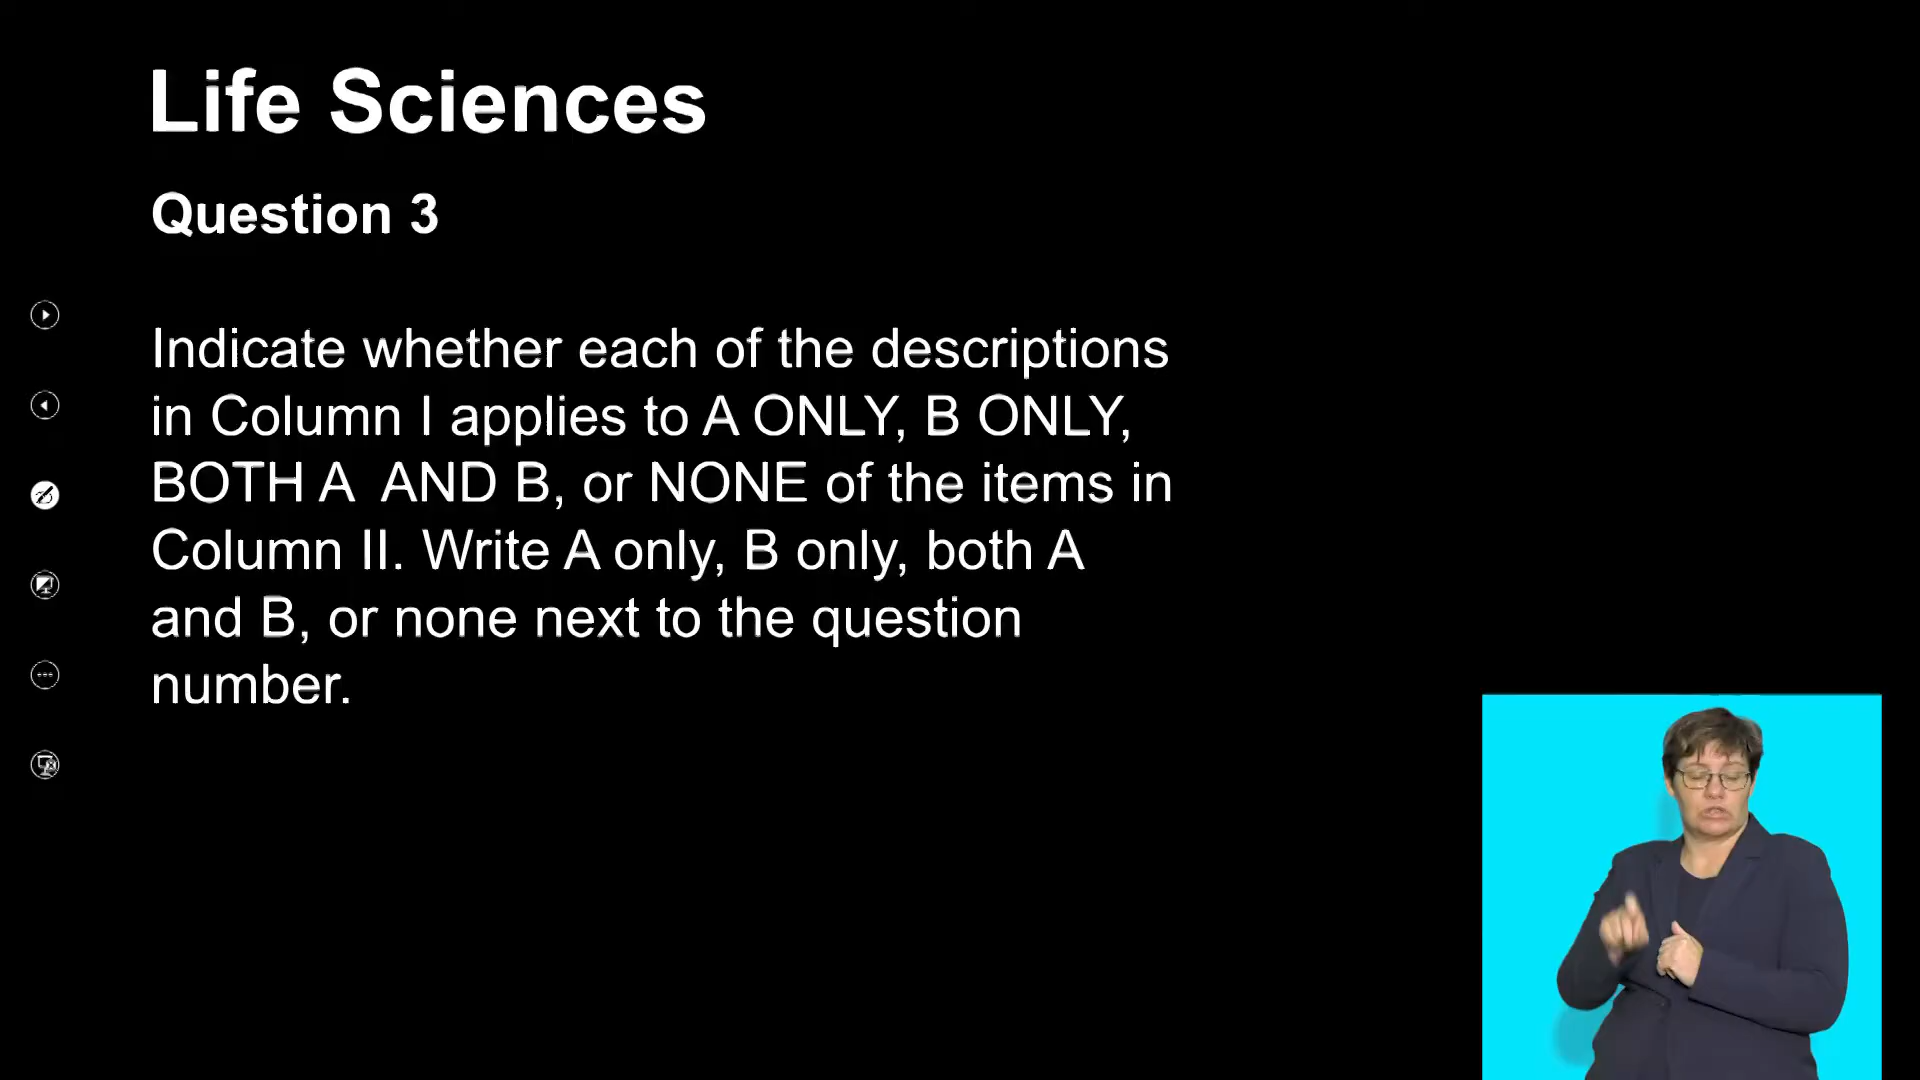 Life Sciences
Question 3
Indicate whether each of the descriptions
in Column I applies to A ONLY, B ONLY,
BOTH A  AND B, or NONE of the items in
Column II. Write A only, B only, both A
and B, or none next to the question
number.